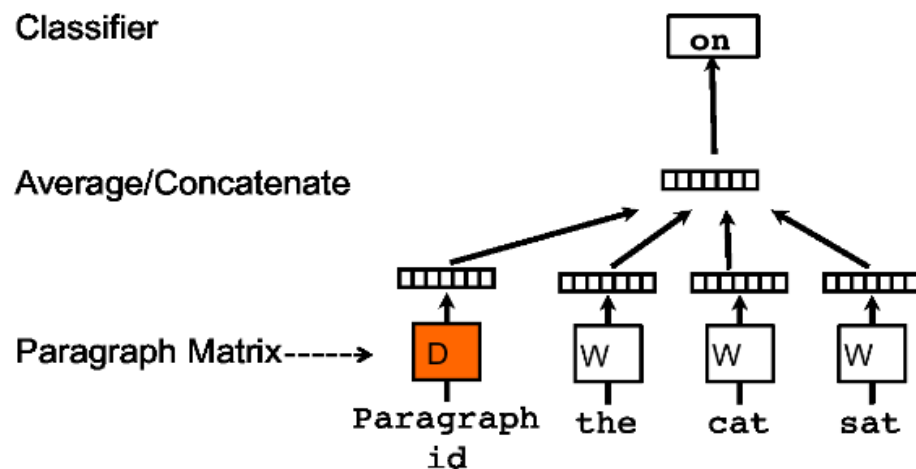 Classifier
on
Average/Concatenate
Paragraph Matrix
D
W
W
W
Paragraph
id
the
cat
sat